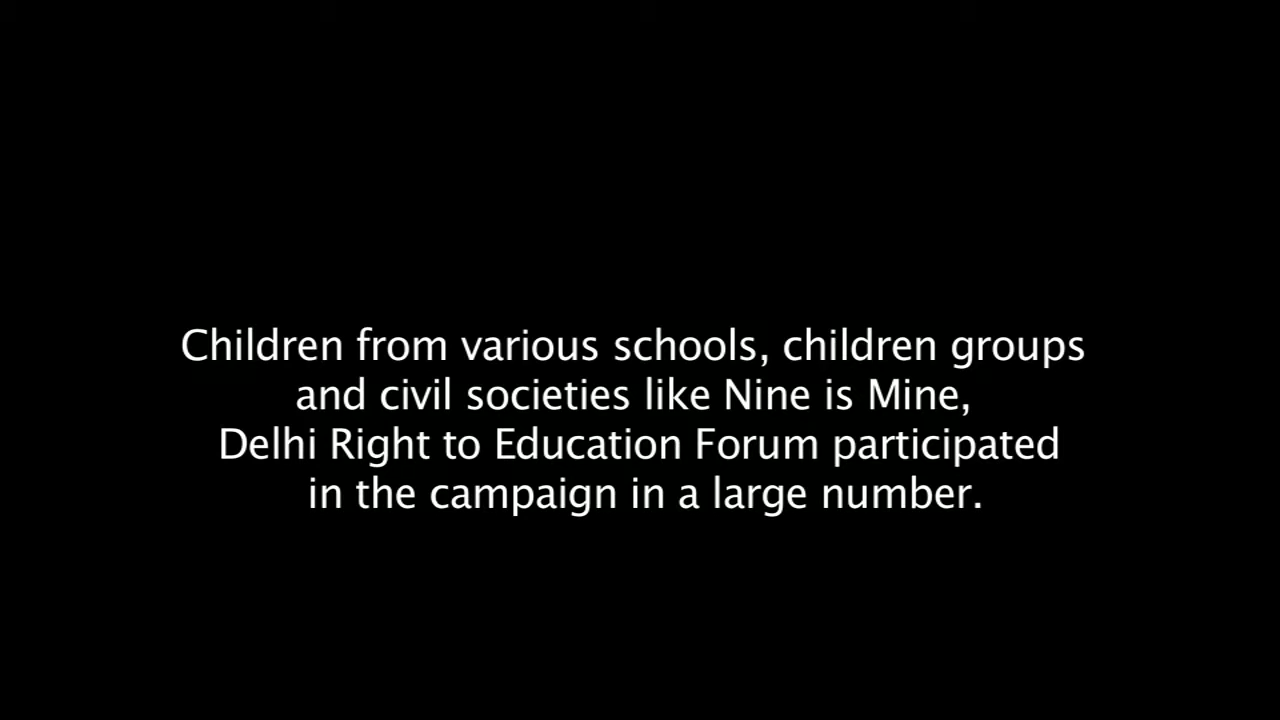 Children from various schools, children groups
and civil societies like Nine is Mine,
Delhi Right to Education Forum participated
in the campaign in a large number.